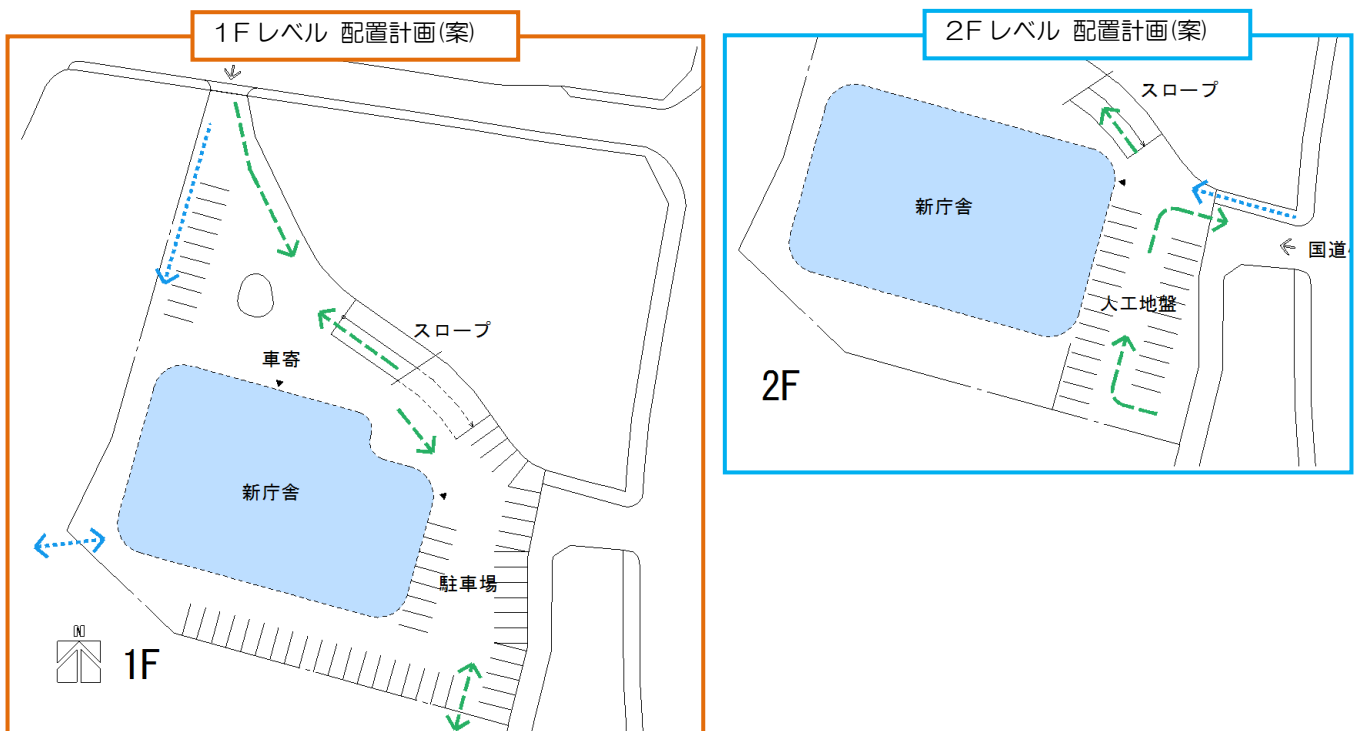 1Fレベル 配置計画(案)
スロープ
車寄
新庁舎
駐車場
N
1F
2Fレベル 配置計画(案)
スロープ
新庁舎
国道
人工地盤
2F